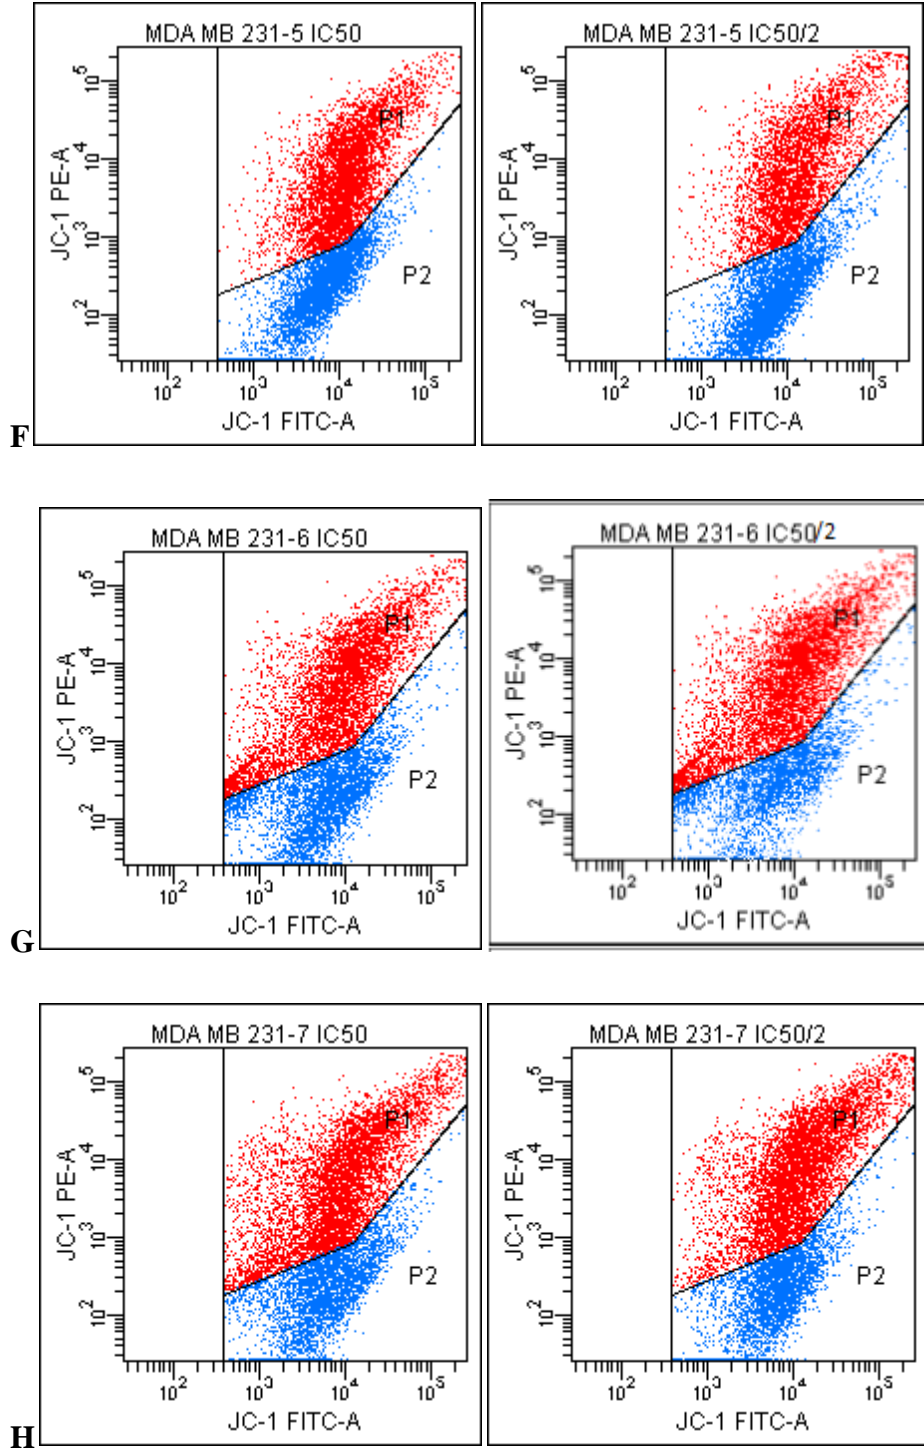 MDA MB 231-5 IC50
JC-1 PE-A
10^5
10^4
10^3
10^2
P1
P2
10^2 10^3 10^4 10^5
JC-1 FITC-A
F
MDA MB 231-5 IC50/2
JC-1 PE-A
10^5
10^4
10^3
10^2
P1
P2
10^2 10^3 10^4 10^5
JC-1 FITC-A
MDA MB 231-6 IC50
JC-1 PE-A
10^5
10^4
10^3
10^2
P1
P2
10^2 10^3 10^4 10^5
JC-1 FITC-A
G
MDA MB 231-6 IC50/2
JC-1 PE-A
10^5
10^4
10^3
10^2
P1
P2
10^2 10^3 10^4 10^5
JC-1 FITC-A
MDA MB 231-7 IC50
JC-1 PE-A
10^5
10^4
10^3
10^2
P1
P2
10^2 10^3 10^4 10^5
JC-1 FITC-A
H
MDA MB 231-7 IC50/2
JC-1 PE-A
10^5
10^4
10^3
10^2
P1
P2
10^2 10^3 10^4 10^5
JC-1 FITC-A